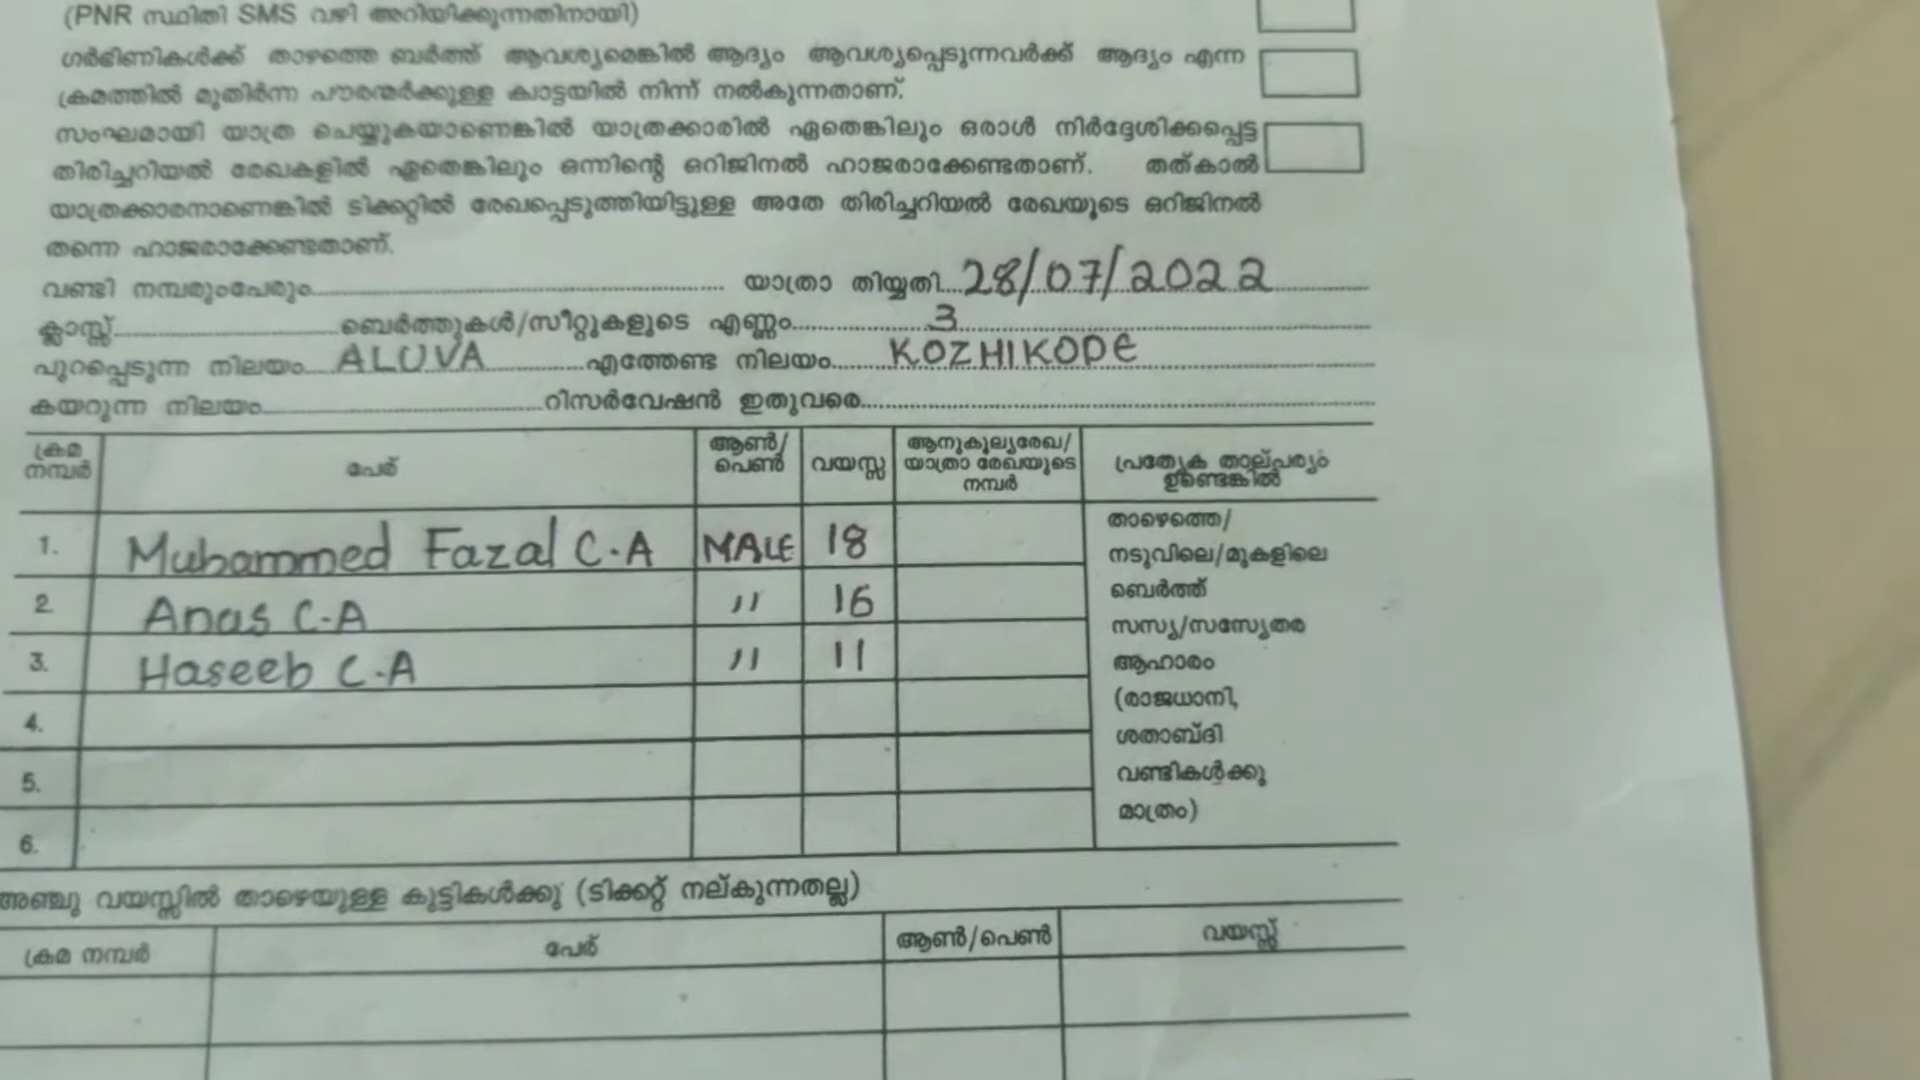 (PNR സ്ഥിതി SMS വഴി അറിയിക്കുന്നതിനായി)
ഗർഭിണികൾക്ക് താഴത്തെ ബർത്ത് ആവശ്യമെങ്കിൽ ആദ്യം ആവശ്യപ്പെടുന്നവർക്ക് ആദ്യം എന്ന
ക്രമത്തിൽ മുതിർന്ന പൗരന്മർക്കുള്ള ക്വാട്ടയിൽ നിന്ന് നൽകുന്നതാണ്.
സംഘമായി യാത്ര ചെയ്യുകയാണെങ്കിൽ യാത്രക്കാരിൽ ഏതെങ്കിലും ഒരാൾ നിർദ്ദേശിക്കപ്പെട്ട
തിരിച്ചറിയൽ രേഖകളിൽ ഏതെങ്കിലും ഒന്നിന്റെ ഒറിജിനൽ ഹാജരാക്കേണ്ടതാണ്. തത്കാൽ
യാത്രക്കാരനാണെങ്കിൽ ടിക്കറ്റിൽ രേഖപ്പെടുത്തിയിട്ടുള്ള അതേ തിരിച്ചറിയൽ രേഖയുടെ ഒറിജിനൽ
തന്നെ ഹാജരാക്കേണ്ടതാണ്.
വണ്ടി നമ്പരുംപേരും.................... യാത്രാ തിയ്യതി....28/07/2022
ക്ലാസ്സ്....................ബെർത്തുകൾ/സീറ്റുകളുടെ എണ്ണം....................3
പുറപ്പെടുന്ന നിലയം.....ALUVA...............എത്തേണ്ട നിലയം..........KOZHIKODE
കയറുന്ന നിലയം....................റിസർവേഷൻ ഇതുവരെ....................
ക്രമ നമ്പർ പേര് ആൺ/ പെൺ വയസ്സ ആനുകൂല്യരേഖ/ യാത്രാ രേഖയുടെ നമ്പർ പ്രത്യേക താല്പര്യം ഉണ്ടെങ്കിൽ
1. Muhammed Fazal C.A MALE 18
2. Anas C.A " 16
3. Haseeb C.A " 11
4.
5.
6.
താഴെത്തെ/
നടുവിലെ/മുകളിലെ
ബെർത്ത്
സസ്യ/സസ്യേതര
ആഹാരം
(രാജധാനി,
ശതാബ്ദി
വണ്ടികൾക്കു
മാത്രം)
അഞ്ചു വയസ്സിൽ താഴെയുള്ള കുട്ടികൾക്കു (ടിക്കറ്റ് നല്കുന്നതല്ല)
ക്രമ നമ്പർ പേര് ആൺ/പെൺ വയസ്സ്